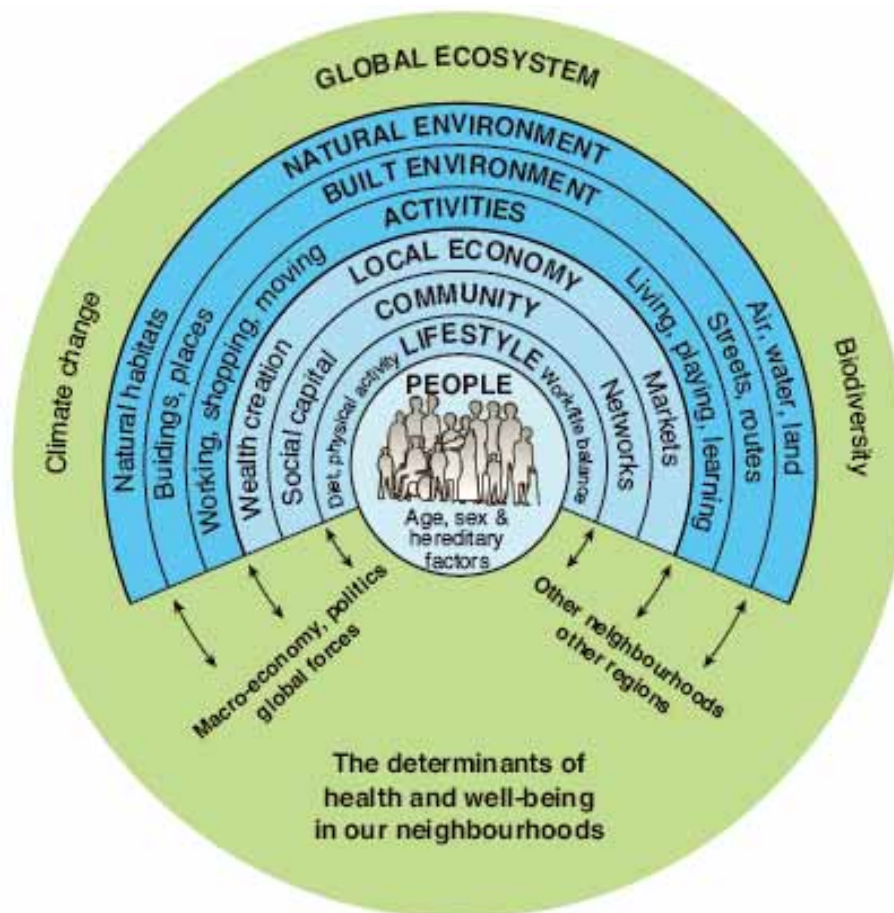 GLOBAL ECOSYSTEM
NATURAL ENVIRONMENT
BUILT ENVIRONMENT
ACTIVITIES
LOCAL ECONOMY
COMMUNITY
LIFESTYLE
PEOPLE
Age, sex &
hereditary
factors
Climate change
Natural habitats
Buidings, places
Working, shopping, moving
Wealth creation
Social capital
Diet, physical activity
Work/life balance
Networks
Markets
Living, playing, learning
Streets, routes
Air, water, land
Biodiversity
Macro-economy, politics
global forces
Other neighbourhoods
other regions
The determinants of
health and well-being
in our neighbourhoods